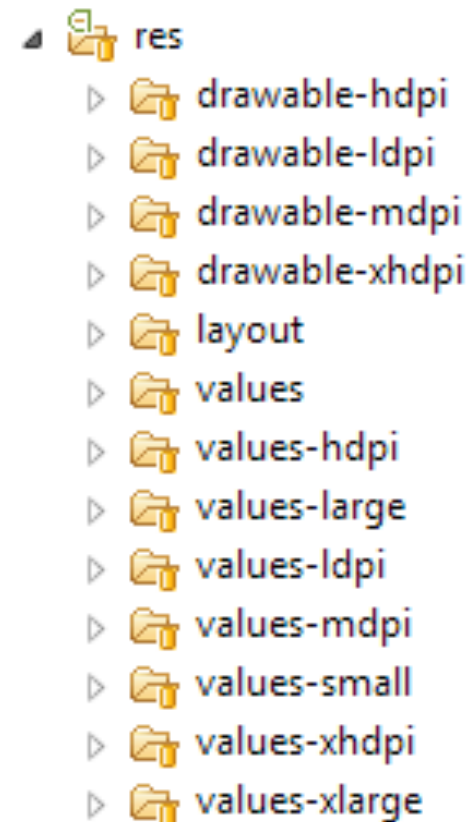 res
drawable-hdpi
drawable-ldpi
drawable-mdpi
drawable-xhdpi
layout
values
values-hdpi
values-large
values-ldpi
values-mdpi
values-small
values-xhdpi
values-xlarge